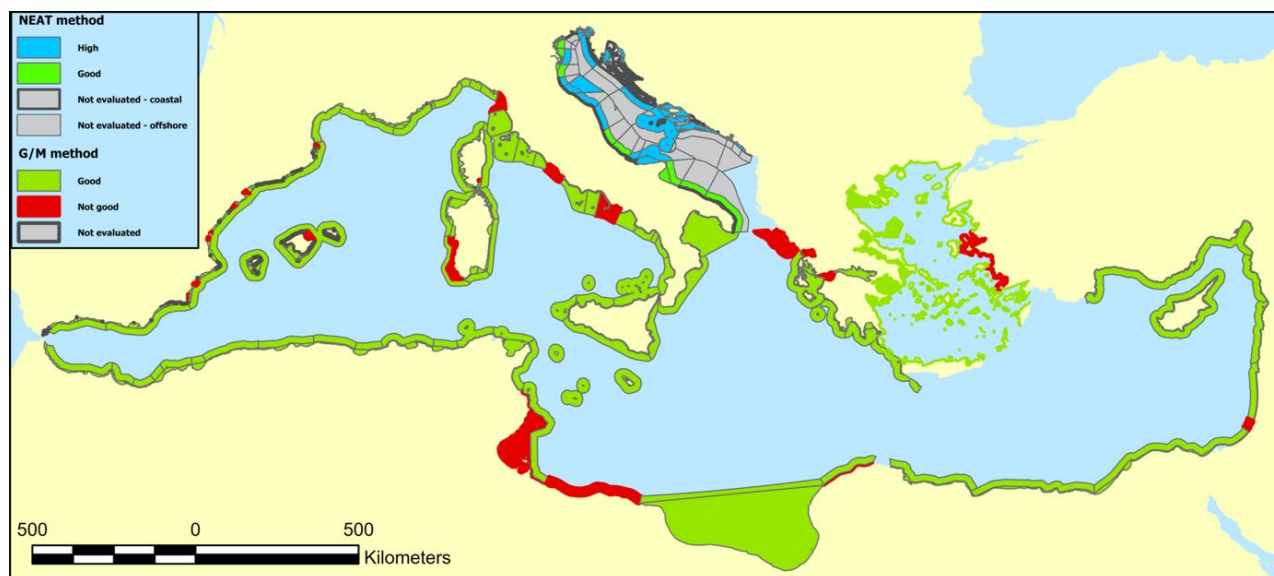 NEAT method
High
Good
Not evaluated - coastal
Not evaluated - offshore
G/M method
Good
Not good
Not evaluated
500 0 500
Kilometers